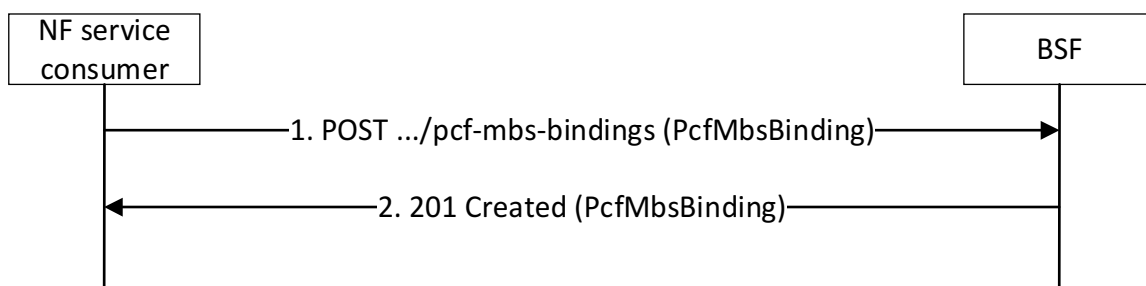 NF service
consumer
BSF
1. POST .../pcf-mbs-bindings (PcfMbsBinding)
2. 201 Created (PcfMbsBinding)